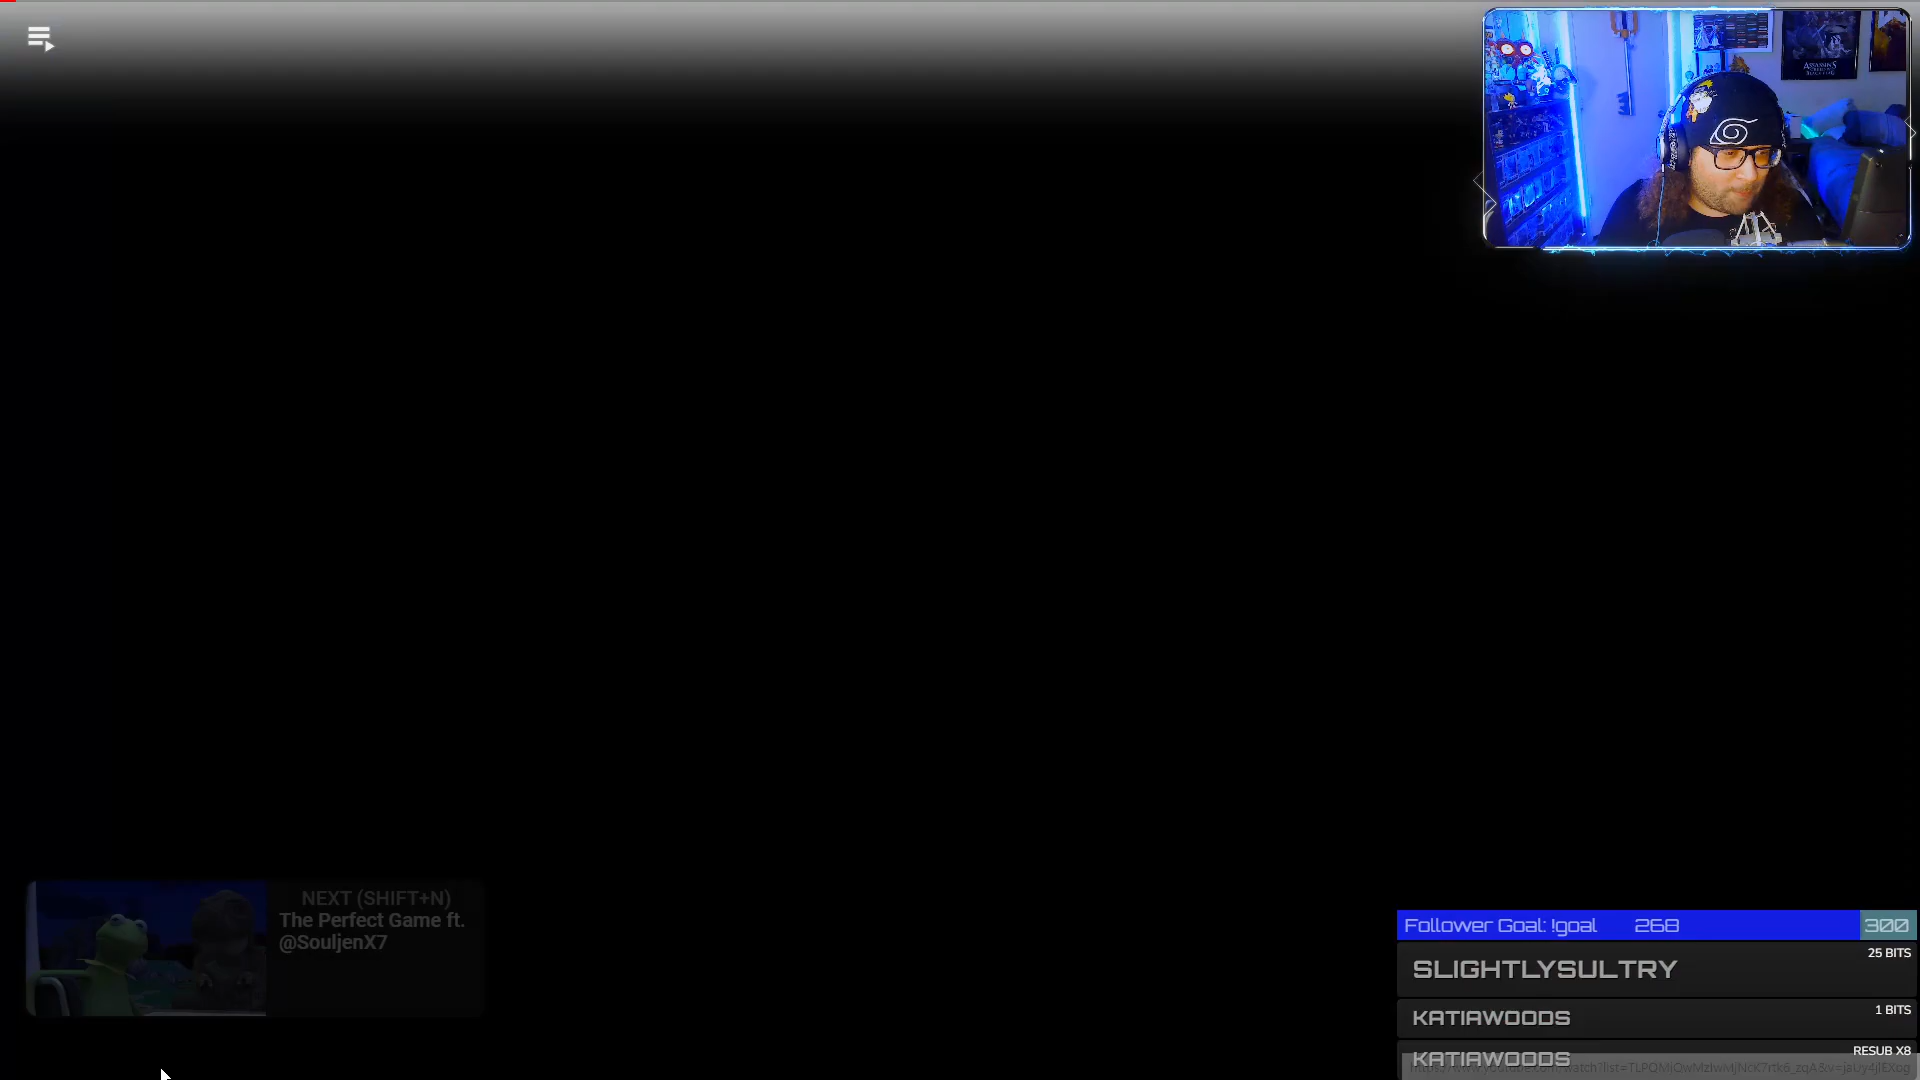 ASSASSIN'S
NEXT (SHIFT+N)
The Perfect Game ft.
@SouljenX7
Follower Goal: !goal 268 300
25 BITS
SLIGHTLYSULTRY
1 BITS
KATIAWOODS
RESUB X8
KATIAWOODS